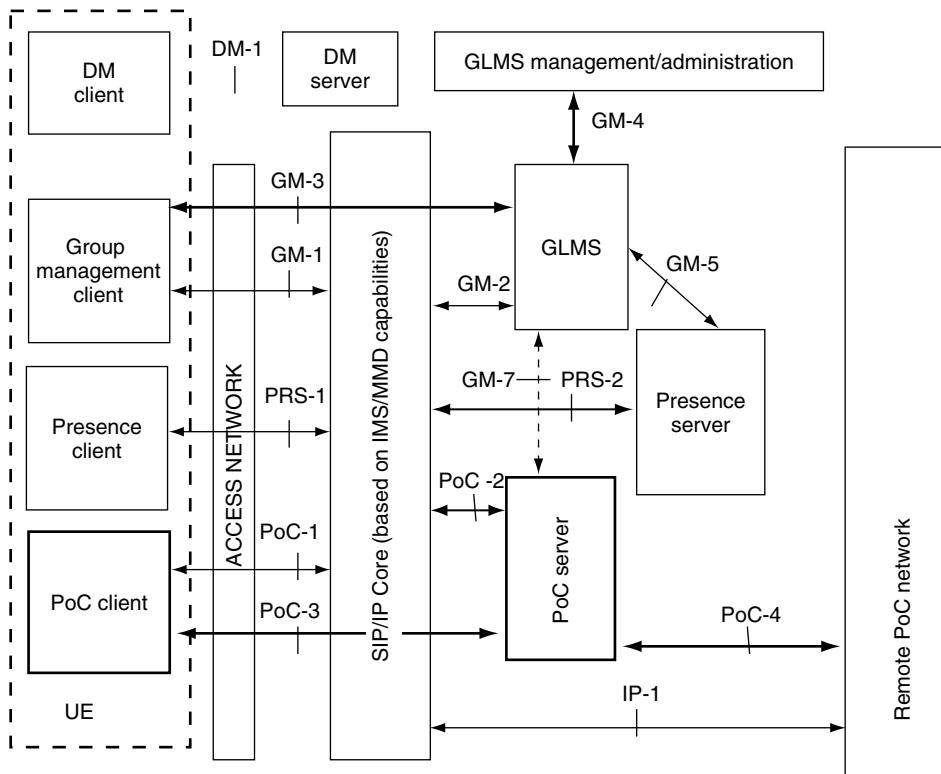 DM
client
DM-1
DM
server
GLMS management/administration
GM-4
GM-3
Group
management
client
GM-1
GM-2
GLMS
GM-5
ACCESS NETWORK
SIP/IP Core (based on IMS/MMD capabilities)
Presence
client
PRS-1
GM-7
PRS-2
Presence
server
PoC -2
PoC-1
PoC client
PoC-3
PoC server
PoC-4
Remote PoC network
IP-1
UE